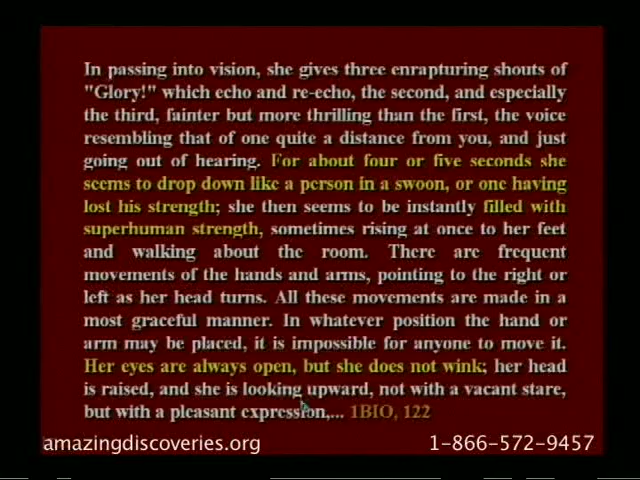 In passing into vision, she gives three enrapturing shouts of
"Glory!" which echo and re-echo, the second, and especially
the third, fainter but more thrilling than the first, the voice
resembling that of one quite a distance from you, and just
going out of hearing. For about four or five seconds she
seems to drop down like a person in a swoon, or one having
lost his strength; she then seems to be instantly filled with
superhuman strength, sometimes rising at once to her feet
and walking about the room. There are frequent
movements of the hands and arms, pointing to the right or
left as her head turns. All these movements are made in a
most graceful manner. In whatever position the hand or
arm may be placed, it is impossible for anyone to move it.
Her eyes are always open, but she does not wink; her head
is raised, and she is looking upward, not with a vacant stare,
but with a pleasant expression,... 1BIO, 122
amazingdiscoveries.org 1-866-572-9457